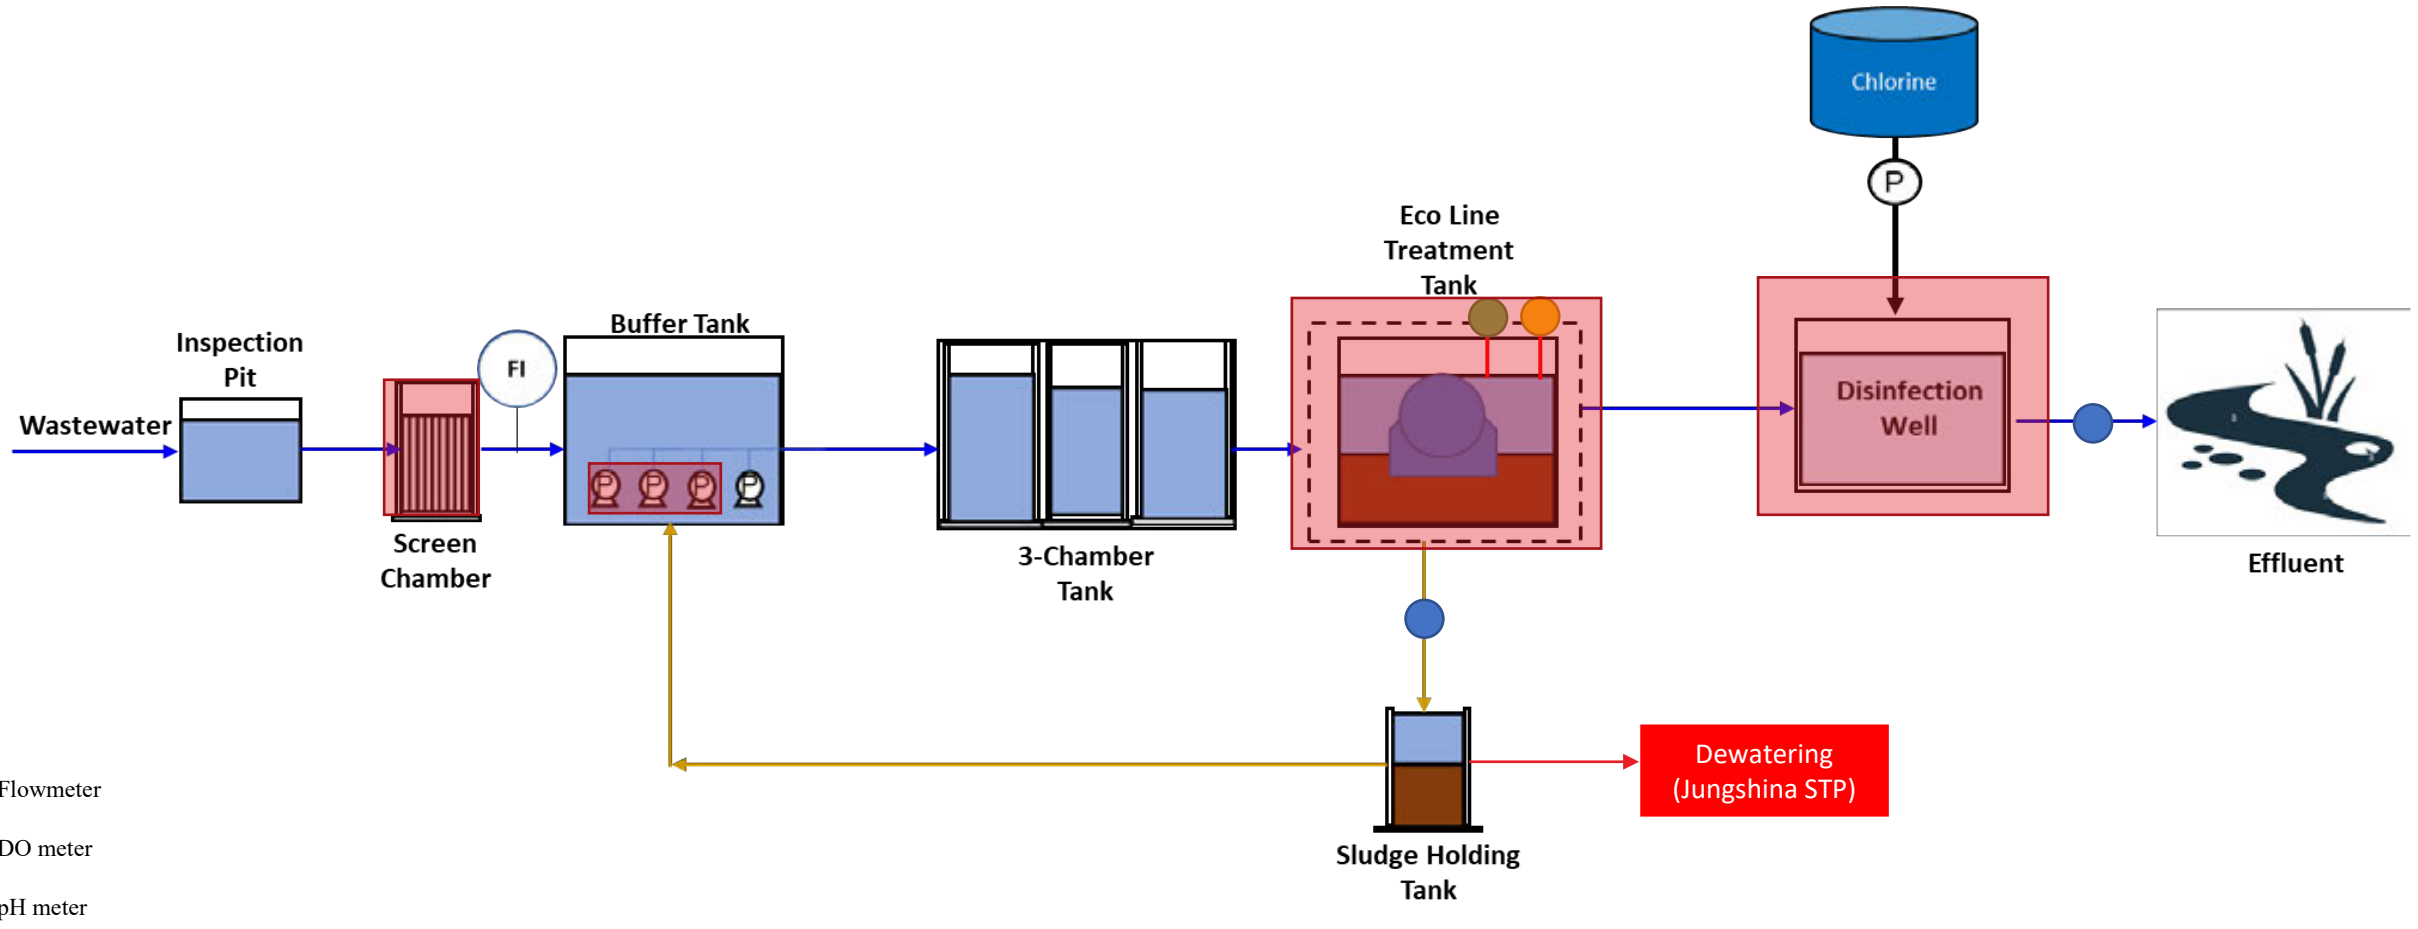 Chlorine
P
Eco Line
Treatment
Tank
Inspection
Pit
Wastewater
FI
Buffer Tank
P P P P
Screen
Chamber
3-Chamber
Tank
Disinfection
Well
Effluent
Dewatering
(Jungshina STP)
Sludge Holding
Tank
Flowmeter
DO meter
pH meter